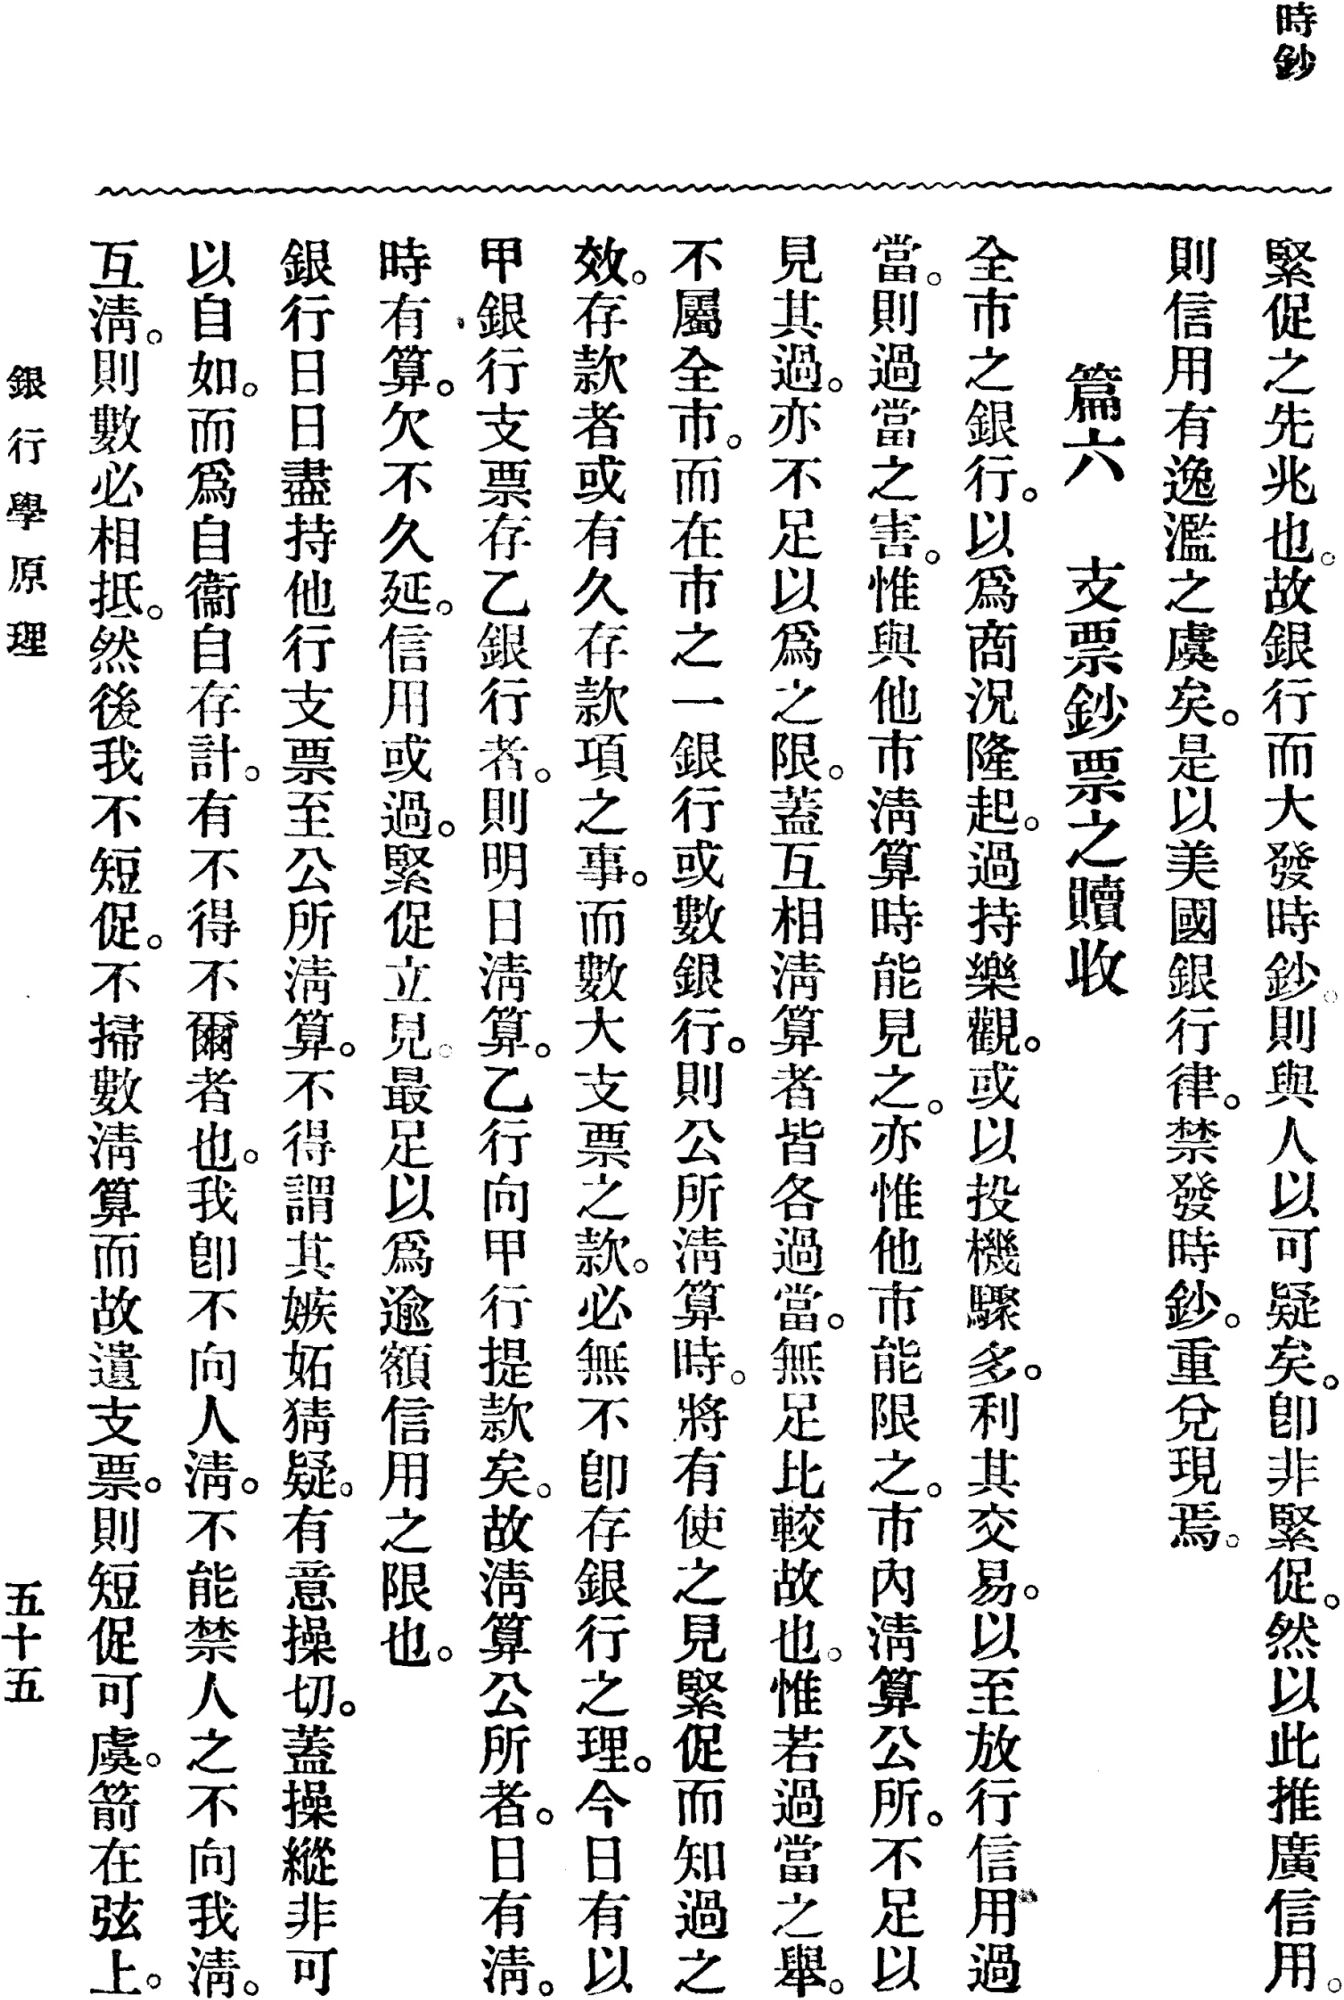 時鈔
緊促之先兆也。故銀行而大發時鈔。則與人以可疑矣。卽非緊促。然以此推廣信用。
則信用有逸濫之虞矣。是以美國銀行律。禁發時鈔。重兌現焉。
篇六　支票鈔票之贖收
全市之銀行。以爲商況隆起。過持樂觀。或以投機驟多。利其交易。以至放行信用過
當。則過當之害。惟與他市淸算時能見之。亦惟他市能限之。市內淸算公所。不足以
見其過。亦不足以爲之限。蓋互相淸算者皆各過當。無足比較故也。惟若過當之舉。
不屬全市。而在市之一銀行或數銀行。則公所淸算時。將有使之見緊促而知過之
效。存款者或有久存款項之事。而數大支票之款。必無不卽存銀行之理。今日有以
甲銀行支票存乙銀行者。則明日淸算。乙行向甲行提款矣。故淸算公所者。日有淸。
時有算。欠不久延。信用或過。緊促立見。最足以爲逾額信用之限也。
銀行日日盡持他行支票至公所淸算。不得謂其嫉妬猜疑。有意操切。蓋操縱非可
以自如。而爲自衞自存計。有不得不爾者也。我卽不向人淸。不能禁人之不向我淸。
互淸。則數必相抵。然後我不短促。不掃數淸算而故遺支票。則短促可虞。箭在弦上。
銀行學原理
五十五